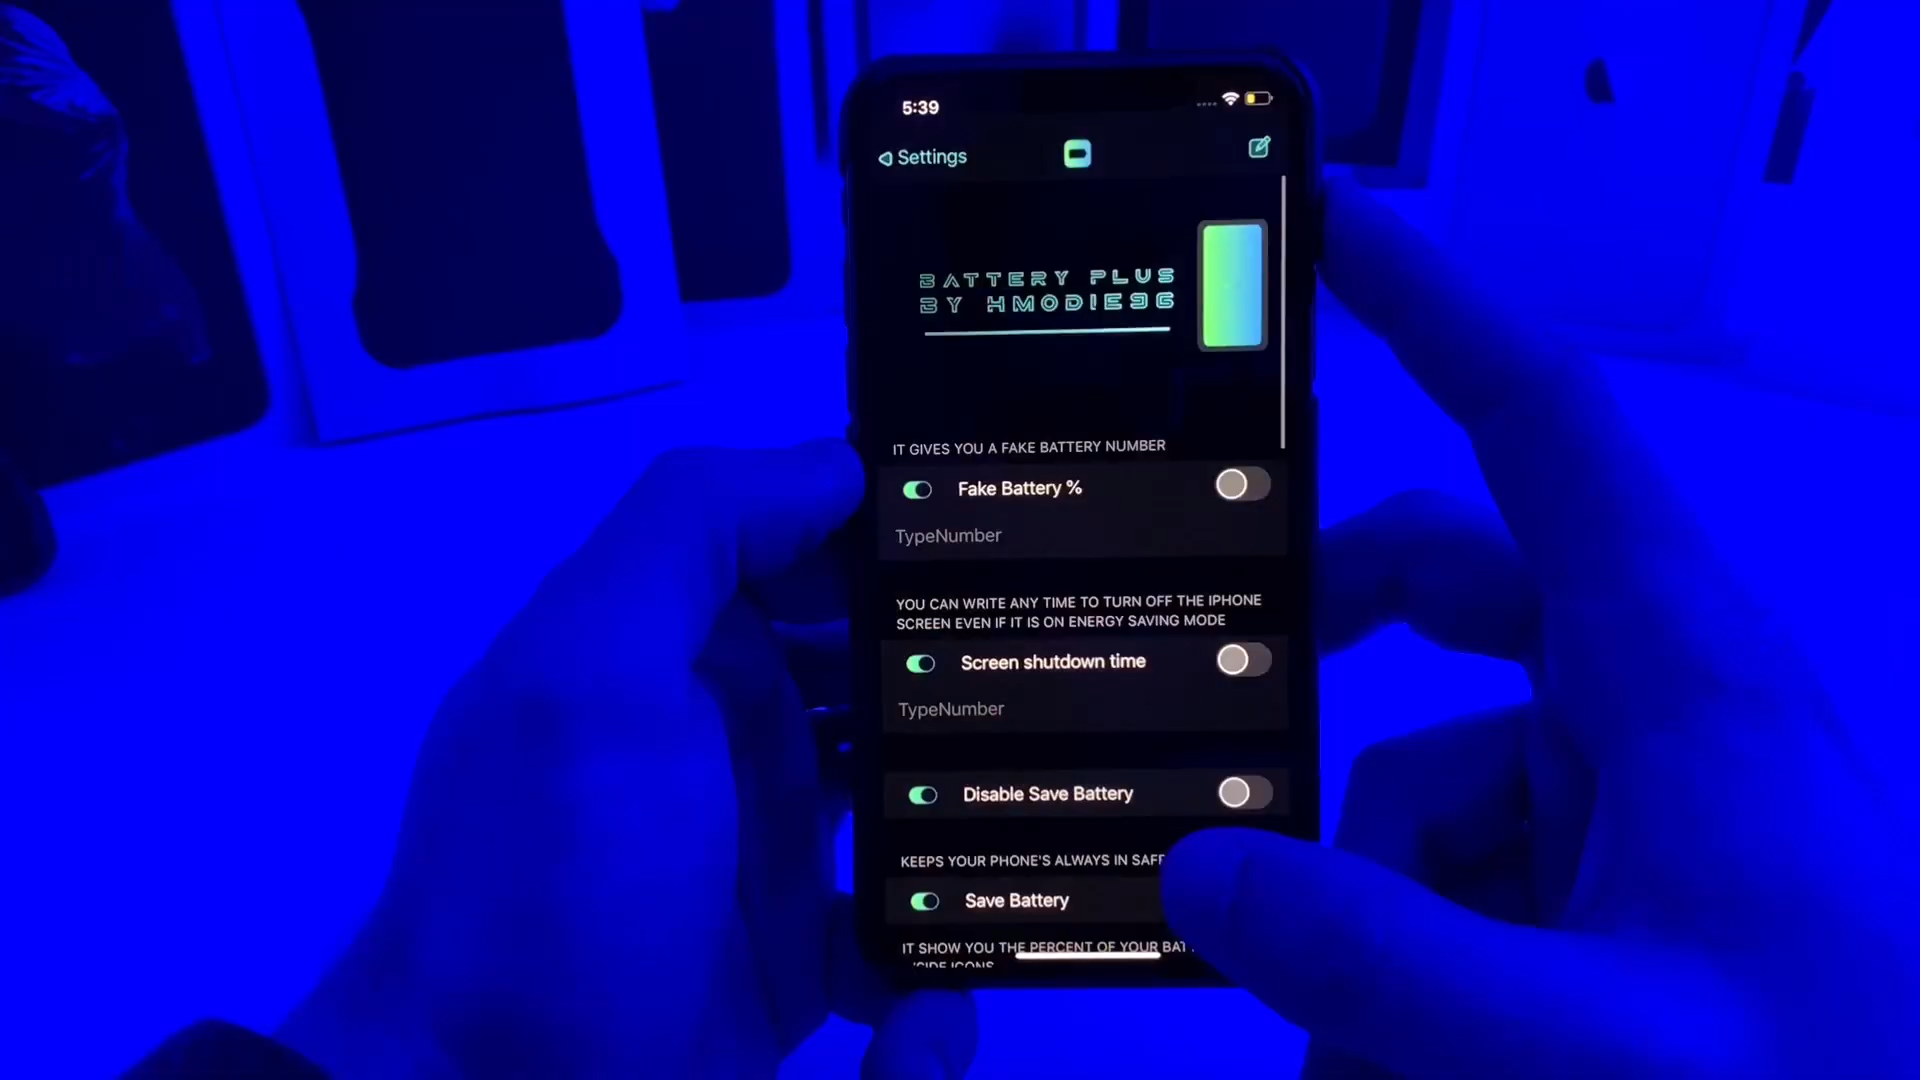 5:39
Settings
BATTERY PLUS
BY HMODIE96
IT GIVES YOU A FAKE BATTERY NUMBER
Fake Battery %
TypeNumber
YOU CAN WRITE ANY TIME TO TURN OFF THE IPHONE
SCREEN EVEN IF IT IS ON ENERGY SAVING MODE
Screen shutdown time
TypeNumber
Disable Save Battery
KEEPS YOUR PHONE'S ALWAYS IN SAFE
Save Battery
IT SHOW YOU THE PERCENT OF YOUR BAT
ICONS